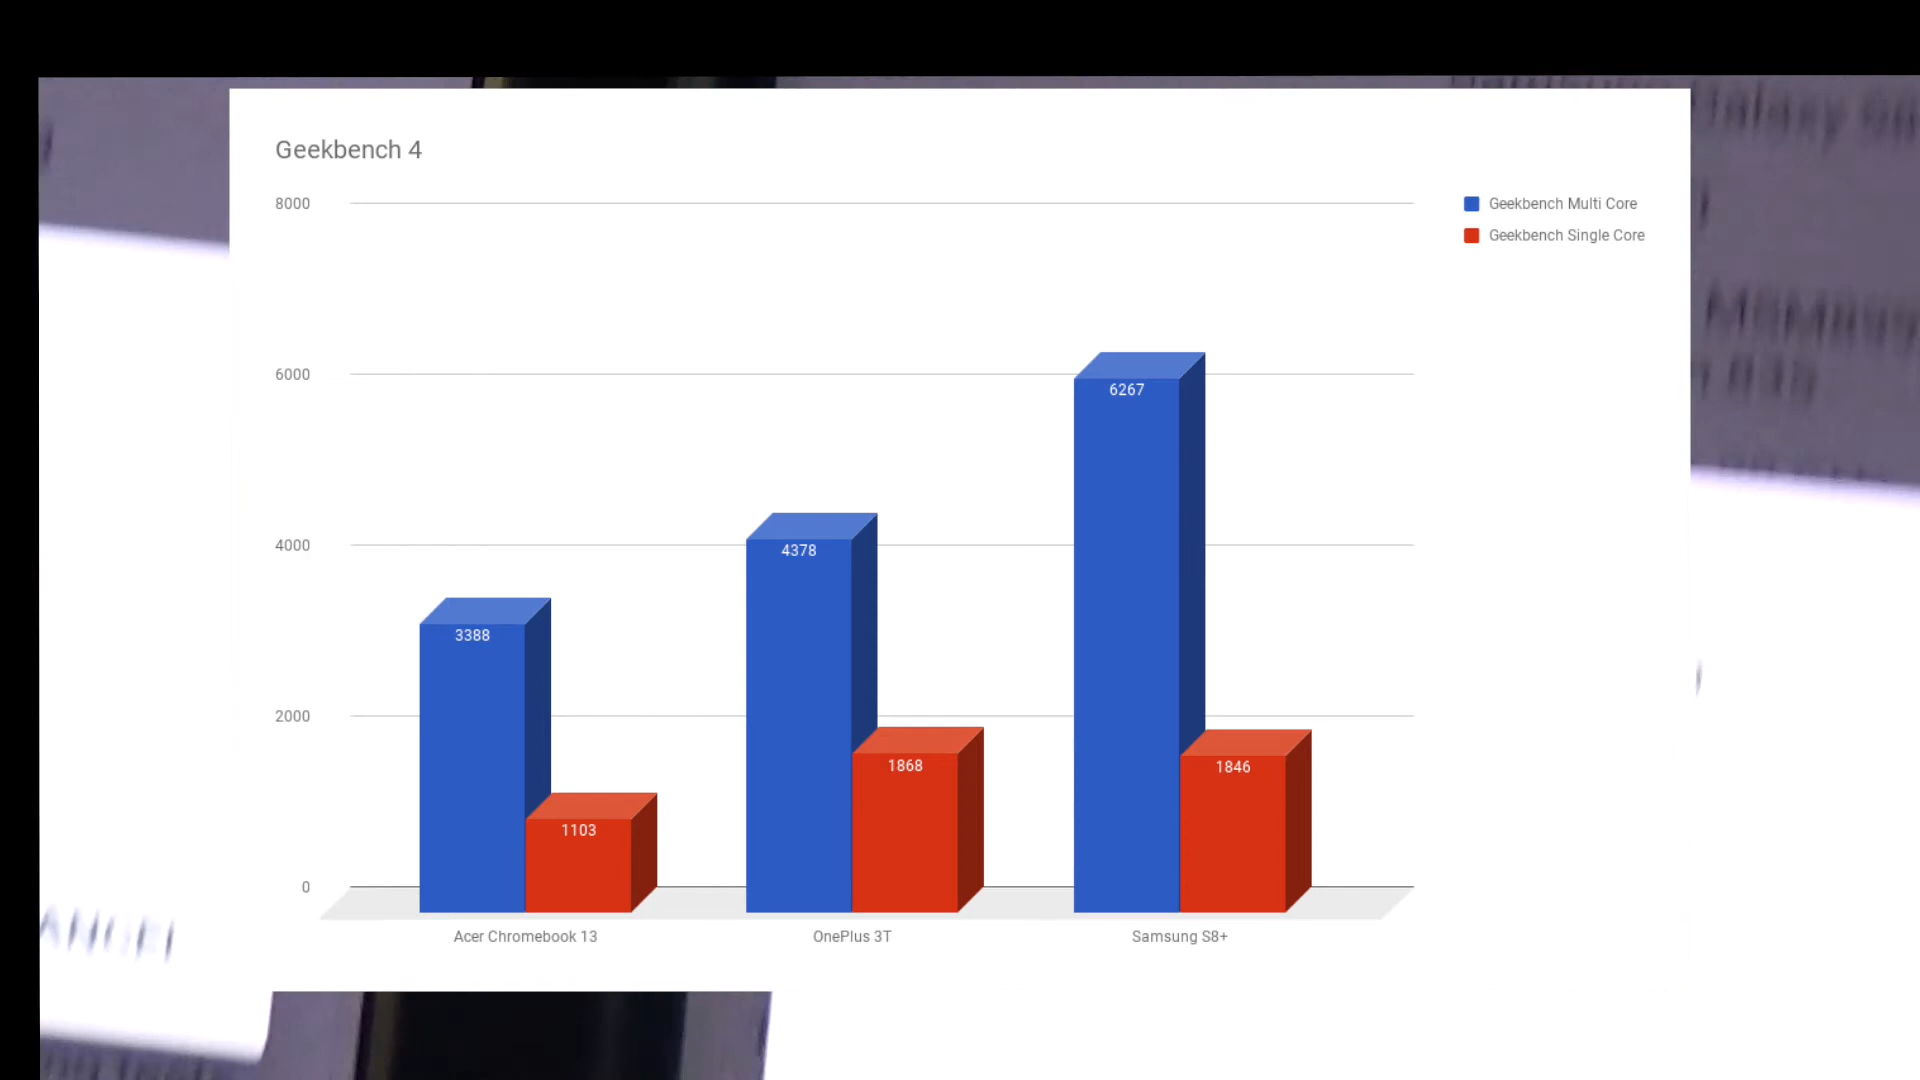 Geekbench 4
8000
6000
4000
2000
0
Geekbench Multi Core
Geekbench Single Core
3388
1103
4378
1868
6267
1846
Acer Chromebook 13
OnePlus 3T
Samsung S8+